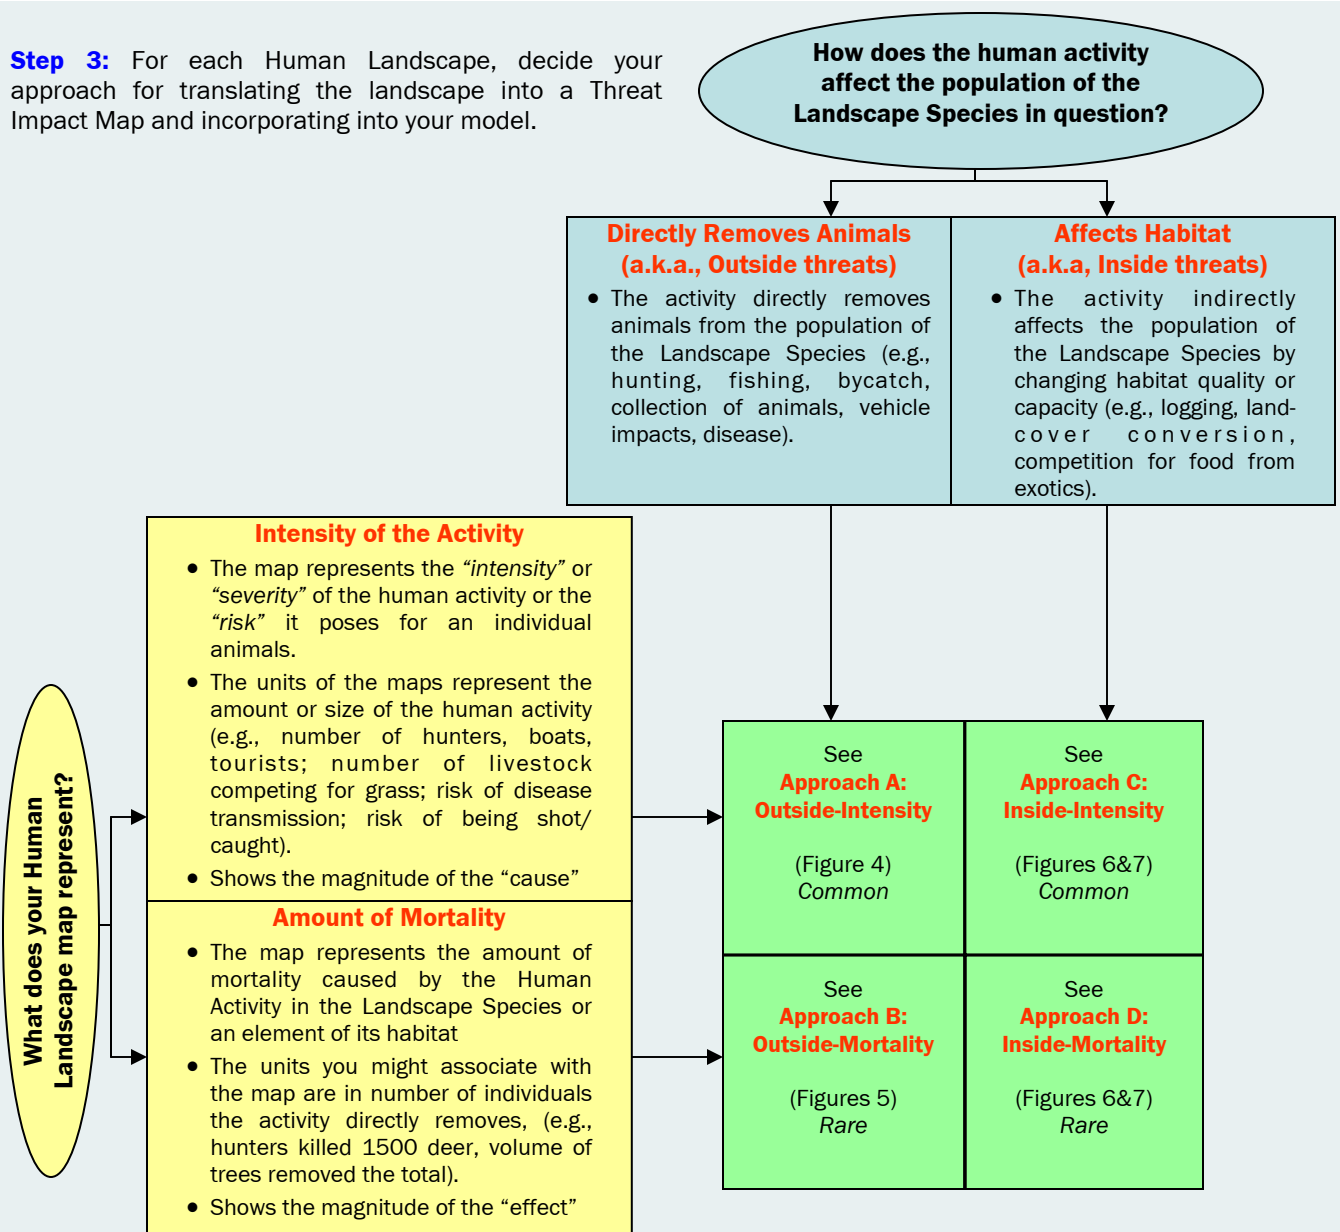 Step 3: For each Human Landscape, decide your
approach for translating the landscape into a Threat
Impact Map and incorporating into your model.
How does the human activity
affect the population of the
Landscape Species in question?
Directly Removes Animals
(a.k.a., Outside threats)
• The activity directly removes
animals from the population of
the Landscape Species (e.g.,
hunting, fishing, bycatch,
collection of animals, vehicle
impacts, disease).
Affects Habitat
(a.k.a, Inside threats)
• The activity indirectly
affects the population of
the Landscape Species by
changing habitat quality or
capacity (e.g., logging, land-
cover conversion,
competition for food from
exotics).
What does your Human
Landscape map represent?
Intensity of the Activity
• The map represents the “intensity” or
“severity” of the human activity or the
“risk” it poses for an individual
animals.
• The units of the maps represent the
amount or size of the human activity
(e.g., number of hunters, boats,
tourists; number of livestock
competing for grass; risk of disease
transmission; risk of being shot/
caught).
• Shows the magnitude of the “cause”
Amount of Mortality
• The map represents the amount of
mortality caused by the Human
Activity in the Landscape Species or
an element of its habitat
• The units you might associate with
the map are in number of individuals
the activity directly removes, (e.g.,
hunters killed 1500 deer, volume of
trees removed the total).
• Shows the magnitude of the “effect”
See
Approach A:
Outside-Intensity
(Figure 4)
Common
See
Approach C:
Inside-Intensity
(Figures 6&7)
Common
See
Approach B:
Outside-Mortality
(Figures 5)
Rare
See
Approach D:
Inside-Mortality
(Figures 6&7)
Rare